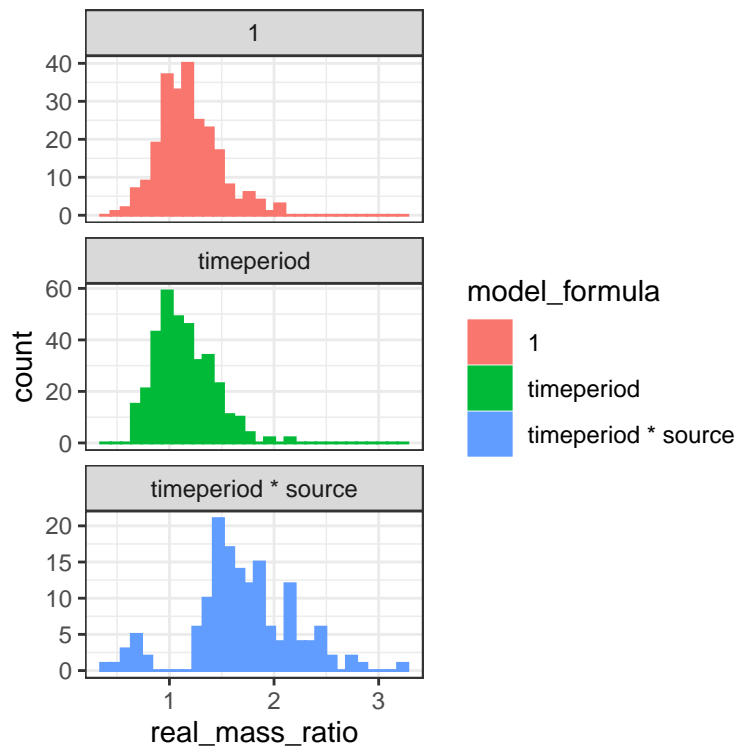 1
40
30
20
10
0
timeperiod
60
40
20
0
timeperiod * source
20
15
10
5
0
1 2 3
real_mass_ratio
count
model_formula
1
timeperiod
timeperiod * source